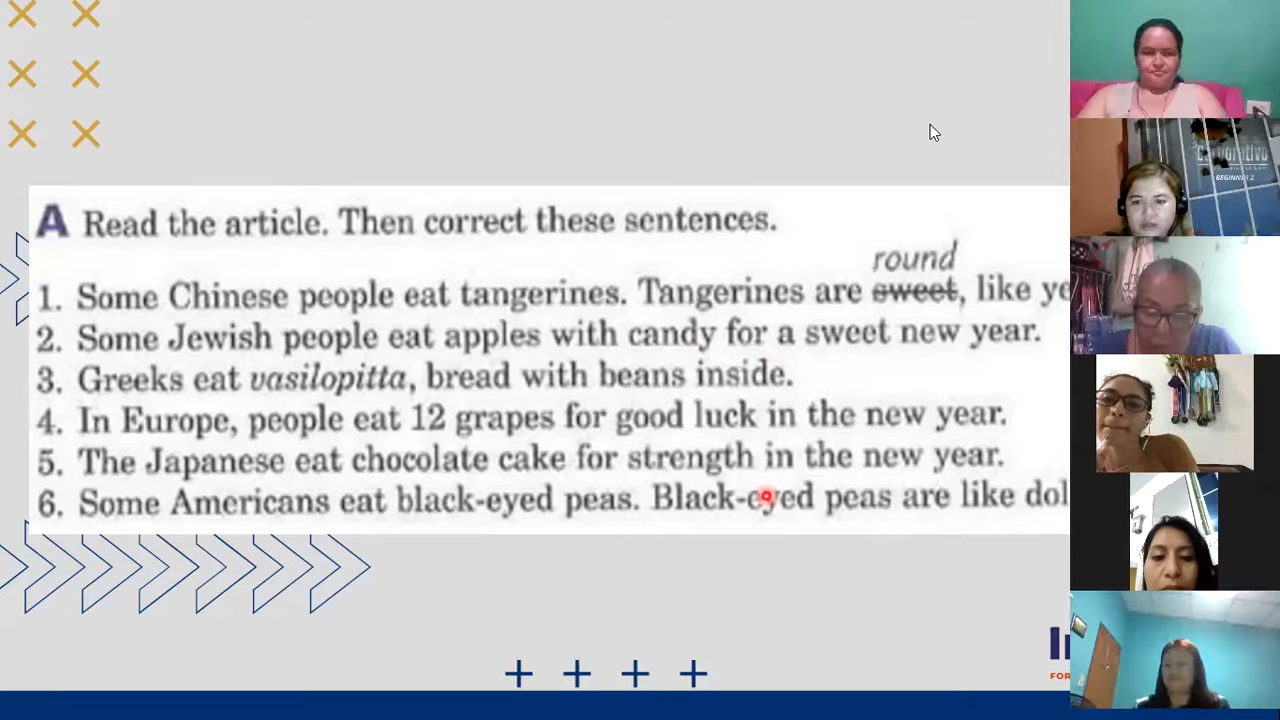 A Read the article. Then correct these sentences.
round
1. Some Chinese people eat tangerines. Tangerines are sweet, like
2. Some Jewish people eat apples with candy for a sweet new year.
3. Greeks eat vasilopitta, bread with beans inside.
4. In Europe, people eat 12 grapes for good luck in the new year.
5. The Japanese eat chocolate cake for strength in the new year.
6. Some Americans eat black-eyed peas. Black-eyed peas are like
Corporativo
BEGINNER 2
FOR